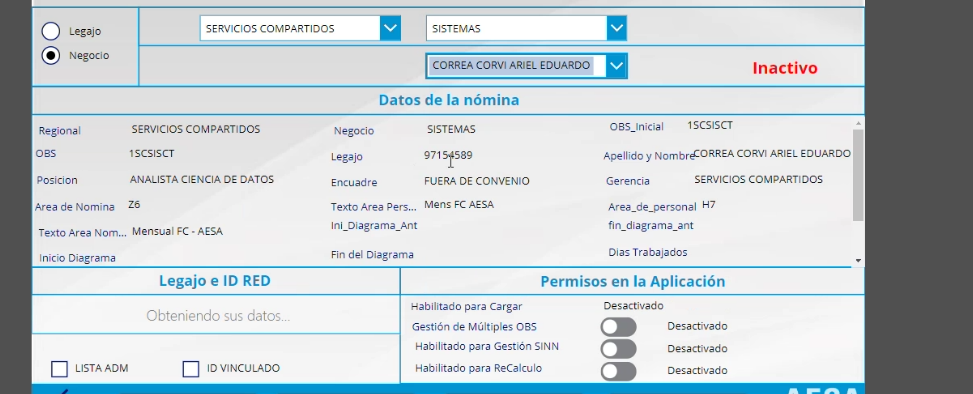 Legajo SERVICIOS COMPARTIDOS SISTEMAS
Negocio
CORREA CORVI ARIEL EDUARDO Inactivo
Datos de la nómina
Regional SERVICIOS COMPARTIDOS Negocio SISTEMAS OBS_Inicial 1SCSISCT
OBS 1SCSISCT Legajo 97154589 Apellido y Nombre CORREA CORVI ARIEL EDUARDO
Posicion ANALISTA CIENCIA DE DATOS Encuadre FUERA DE CONVENIO Gerencia SERVICIOS COMPARTIDOS
Area de Nomina Z6 Texto Area Pers... Mens FC AESA Area_de_personal H7
Texto Area Nom... Mensual FC - AESA Ini_Diagrama_Ant fin_diagrama_ant
Inicio Diagrama Fin del Diagrama Dias Trabajados
Legajo e ID RED Permisos en la Aplicación
Obteniendo sus datos...
Habilitado para Cargar Desactivado
Gestión de Múltiples OBS Desactivado
Habilitado para Gestión SINN Desactivado
Habilitado para ReCalculo Desactivado
LISTA ADM ID VINCULADO
AESA